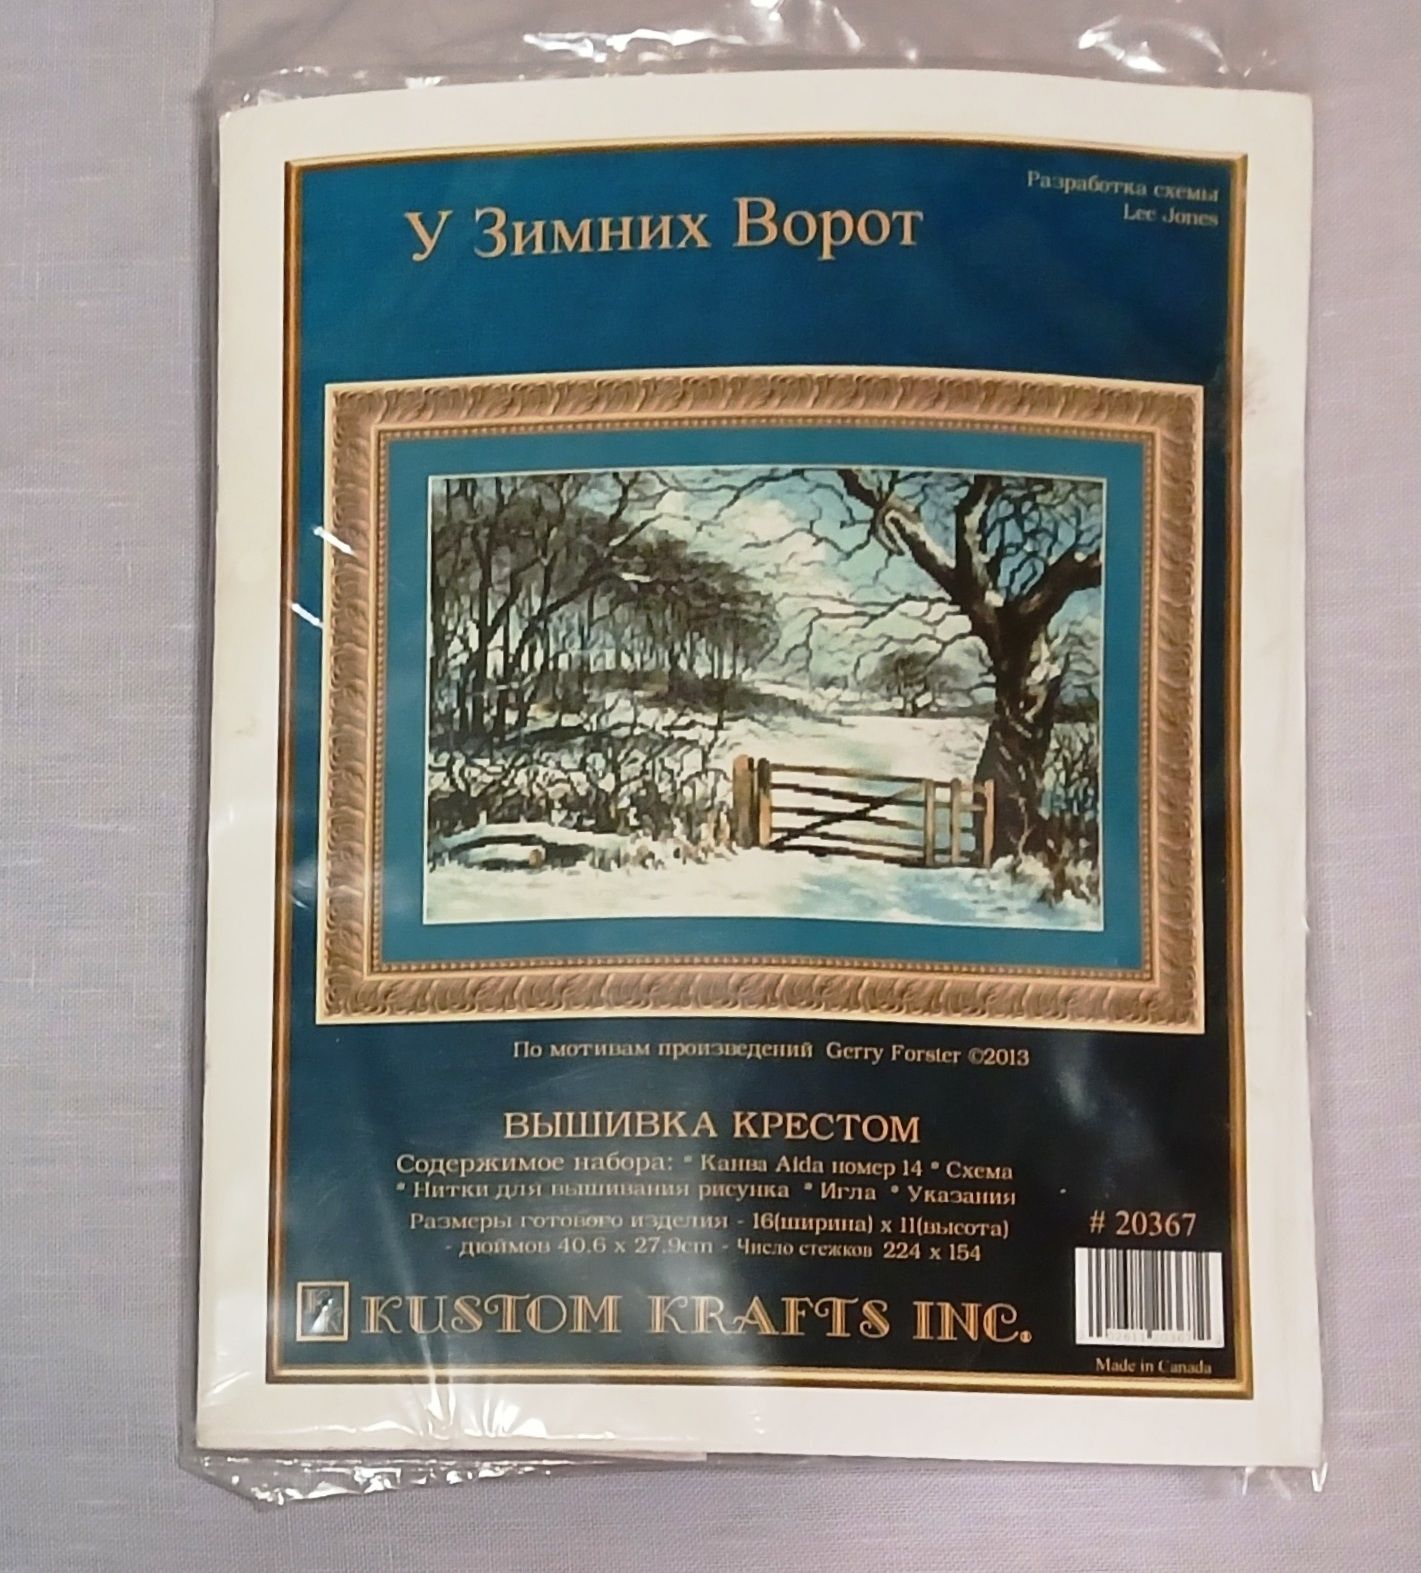 Разработка схемы
Lee Jones
У Зимних Ворот
По мотивам произведений Gerry Forster ©2013
ВЫШИВКА КРЕСТОМ
Содержимое набора: * Канва Aida номер 14 * Схема
* Нитки для вышивания рисунка * Игла * Указания
Размеры готового изделия - 16(ширина) x 11(высота)
- дюймов 40.6 x 27.9cm - Число стежков 224 x 154
# 20367
KUSTOM KRAFTS INC.®
Made in Canada